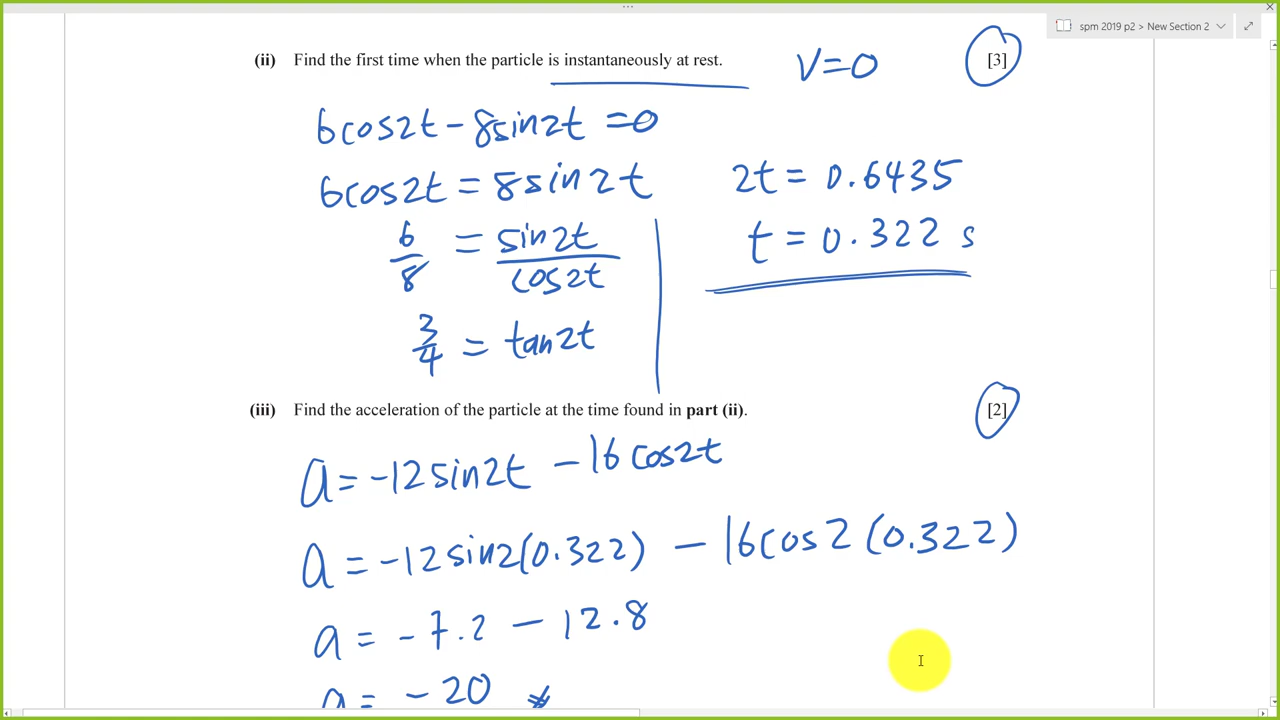 spm 2019 p2 > New Section 2
(ii) Find the first time when the particle is instantaneously at rest. V=0 [3]
6cos2t - 8sin2t = 0
6cos2t = 8sin2t
6/8 = sin2t/cos2t
3/4 = tan2t
2t = 0.6435
t = 0.322 s
(iii) Find the acceleration of the particle at the time found in part (ii). [2]
a = -12sin2t - 16cos2t
a = -12sin2(0.322) - 16cos2(0.322)
a = -7.2 - 12.8
a = -20